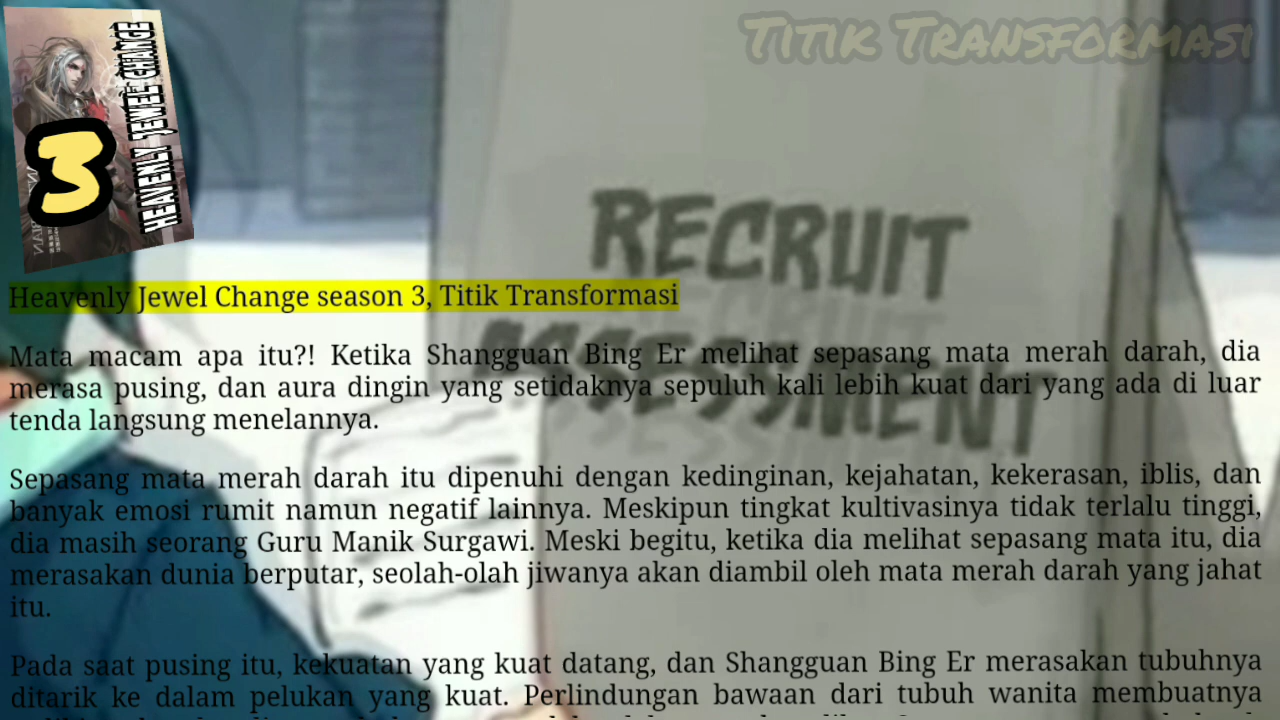 Titik Transformasi
HEAVENLY JEWEL CHANGE
3
RECRUIT
ASSESSMENT
Heavenly Jewel Change season 3, Titik Transformasi
Mata macam apa itu?! Ketika Shangguan Bing Er melihat sepasang mata merah darah, dia
merasa pusing, dan aura dingin yang setidaknya sepuluh kali lebih kuat dari yang ada di luar
tenda langsung menelannya.
Sepasang mata merah darah itu dipenuhi dengan kedinginan, kejahatan, kekerasan, iblis, dan
banyak emosi rumit namun negatif lainnya. Meskipun tingkat kultivasinya tidak terlalu tinggi,
dia masih seorang Guru Manik Surgawi. Meski begitu, ketika dia melihat sepasang mata itu, dia
merasakan dunia berputar, seolah-olah jiwanya akan diambil oleh mata merah darah yang jahat
itu.
Pada saat pusing itu, kekuatan yang kuat datang, dan Shangguan Bing Er merasakan tubuhnya
ditarik ke dalam pelukan yang kuat. Perlindungan bawaan dari tubuh wanita membuatnya